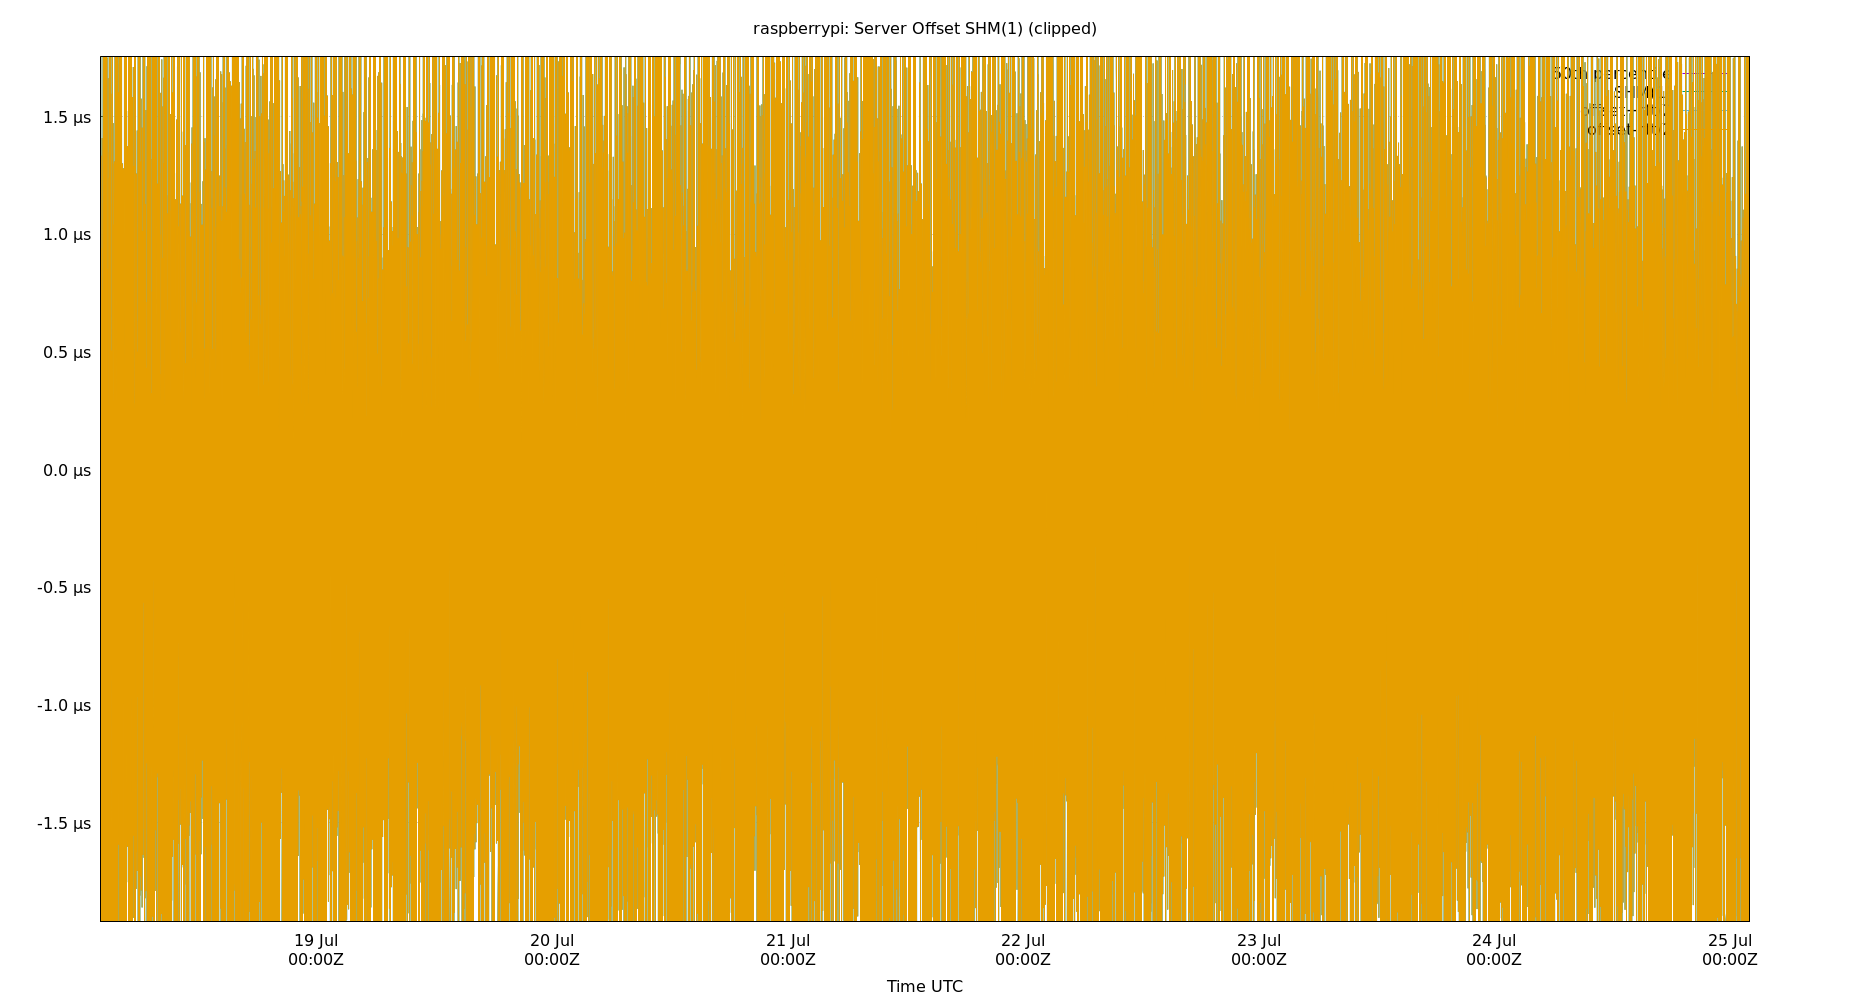 raspberrypi: Server Offset SHM(1) (clipped)
50th percentile
1.5 µs
1.0 µs
0.5 µs
0.0 µs
-0.5 µs
-1.0 µs
-1.5 µs
19 Jul 20 Jul 21 Jul 22 Jul 23 Jul 24 Jul 25 Jul
00:00Z 00:00Z 00:00Z 00:00Z 00:00Z 00:00Z 00:00Z
Time UTC